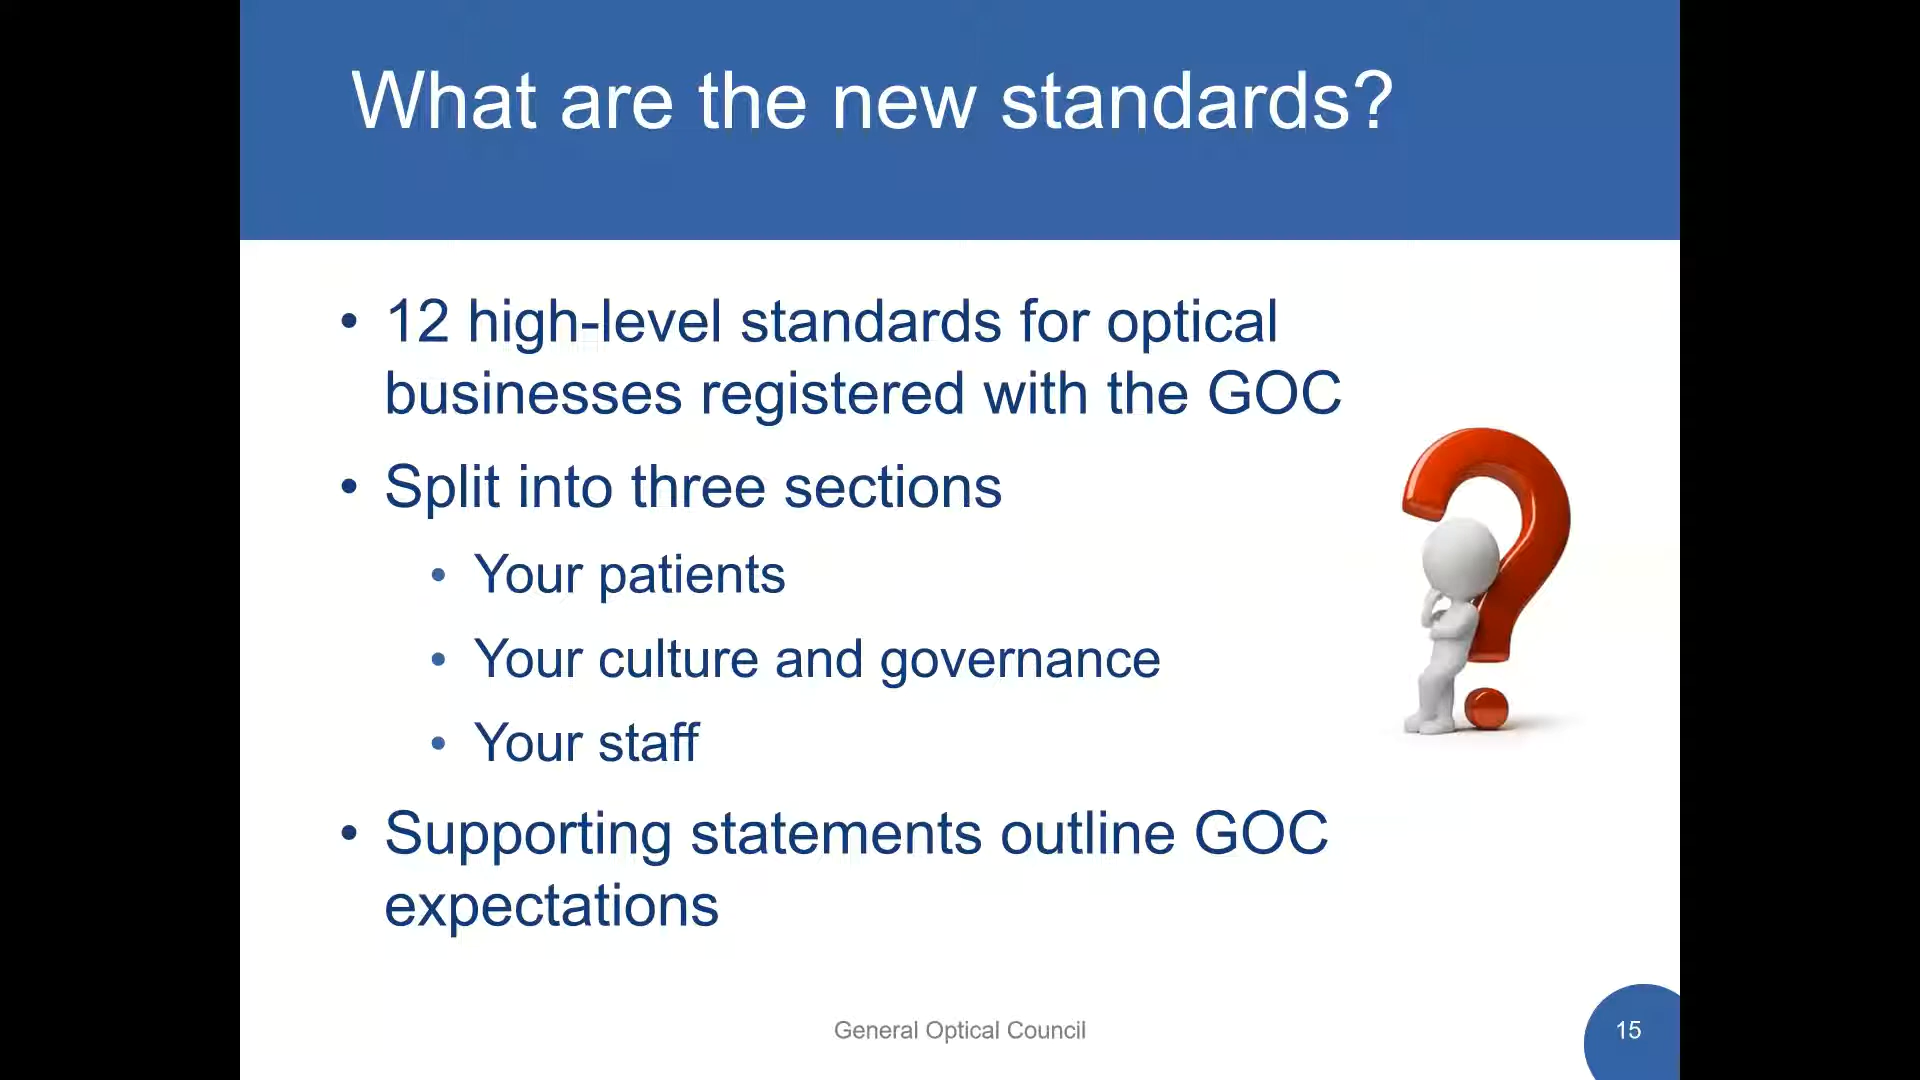 What are the new standards?
• 12 high-level standards for optical
businesses registered with the GOC
• Split into three sections
• Your patients
• Your culture and governance
• Your staff
• Supporting statements outline GOC
expectations
General Optical Council
15